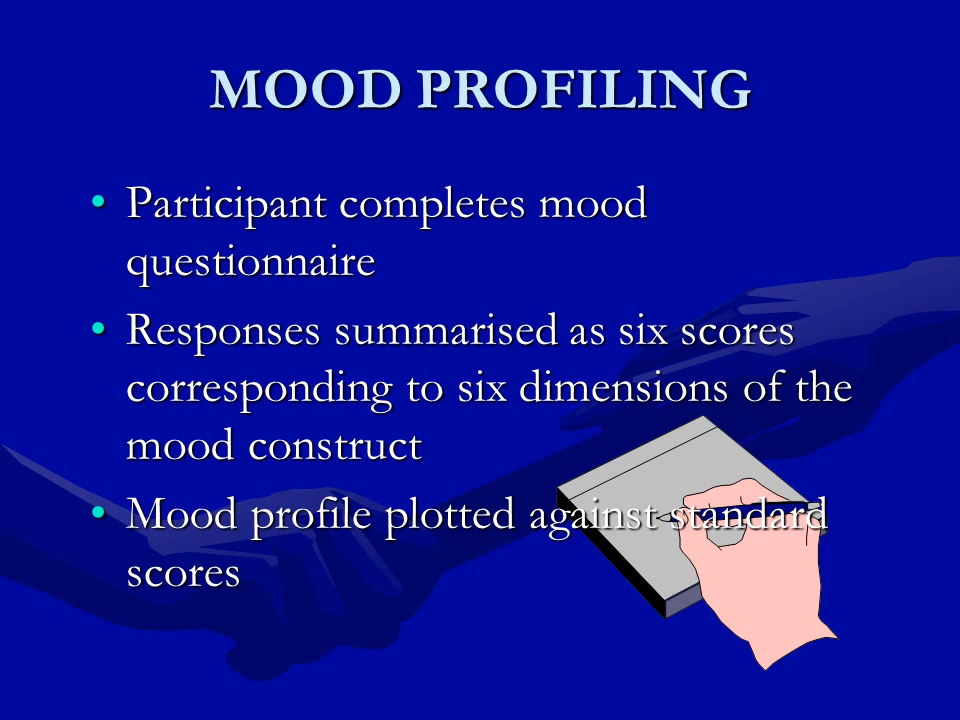 MOOD PROFILING
• Participant completes mood
questionnaire
• Responses summarised as six scores
corresponding to six dimensions of the
mood construct
• Mood profile plotted against standard
scores